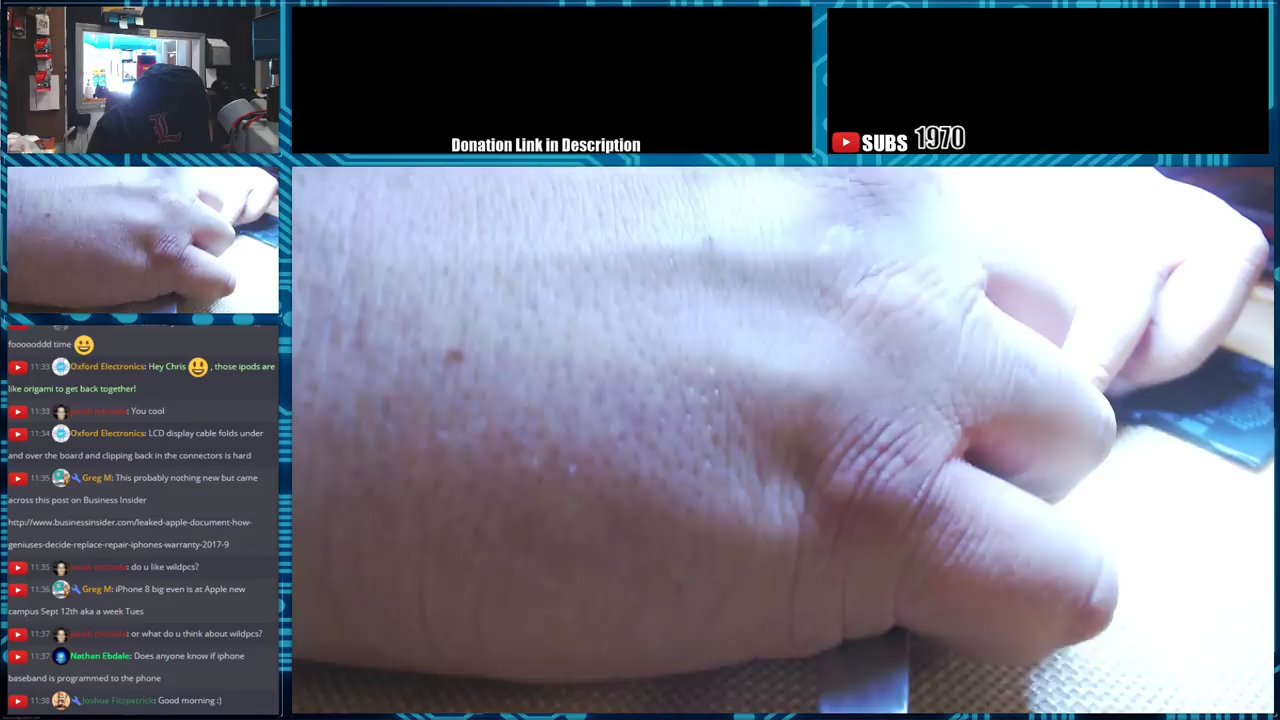 Donation Link in Description
SUBS 1970
L
foooooddd time
11:33 Oxford Electronics: Hey Chris , those ipods are
like origami to get back together!
11:33 : You cool
11:34 Oxford Electronics: LCD display cable folds under
and over the board and clipping back in the connectors is hard
11:35 Greg M: This probably nothing new but came
across this post on Business Insider
http://www.businessinsider.com/leaked-apple-document-how-
geniuses-decide-replace-repair-iphones-warranty-2017-9
11:35 : do u like wildpcs?
11:36 Greg M: iPhone 8 big even is at Apple new
campus Sept 12th aka a week Tues
11:37 : or what do u think about wildpcs?
11:37 Nathan Ebdale: Does anyone know if iphone
baseband is programmed to the phone
11:38 Joshua Fitzpatrick: Good morning :)